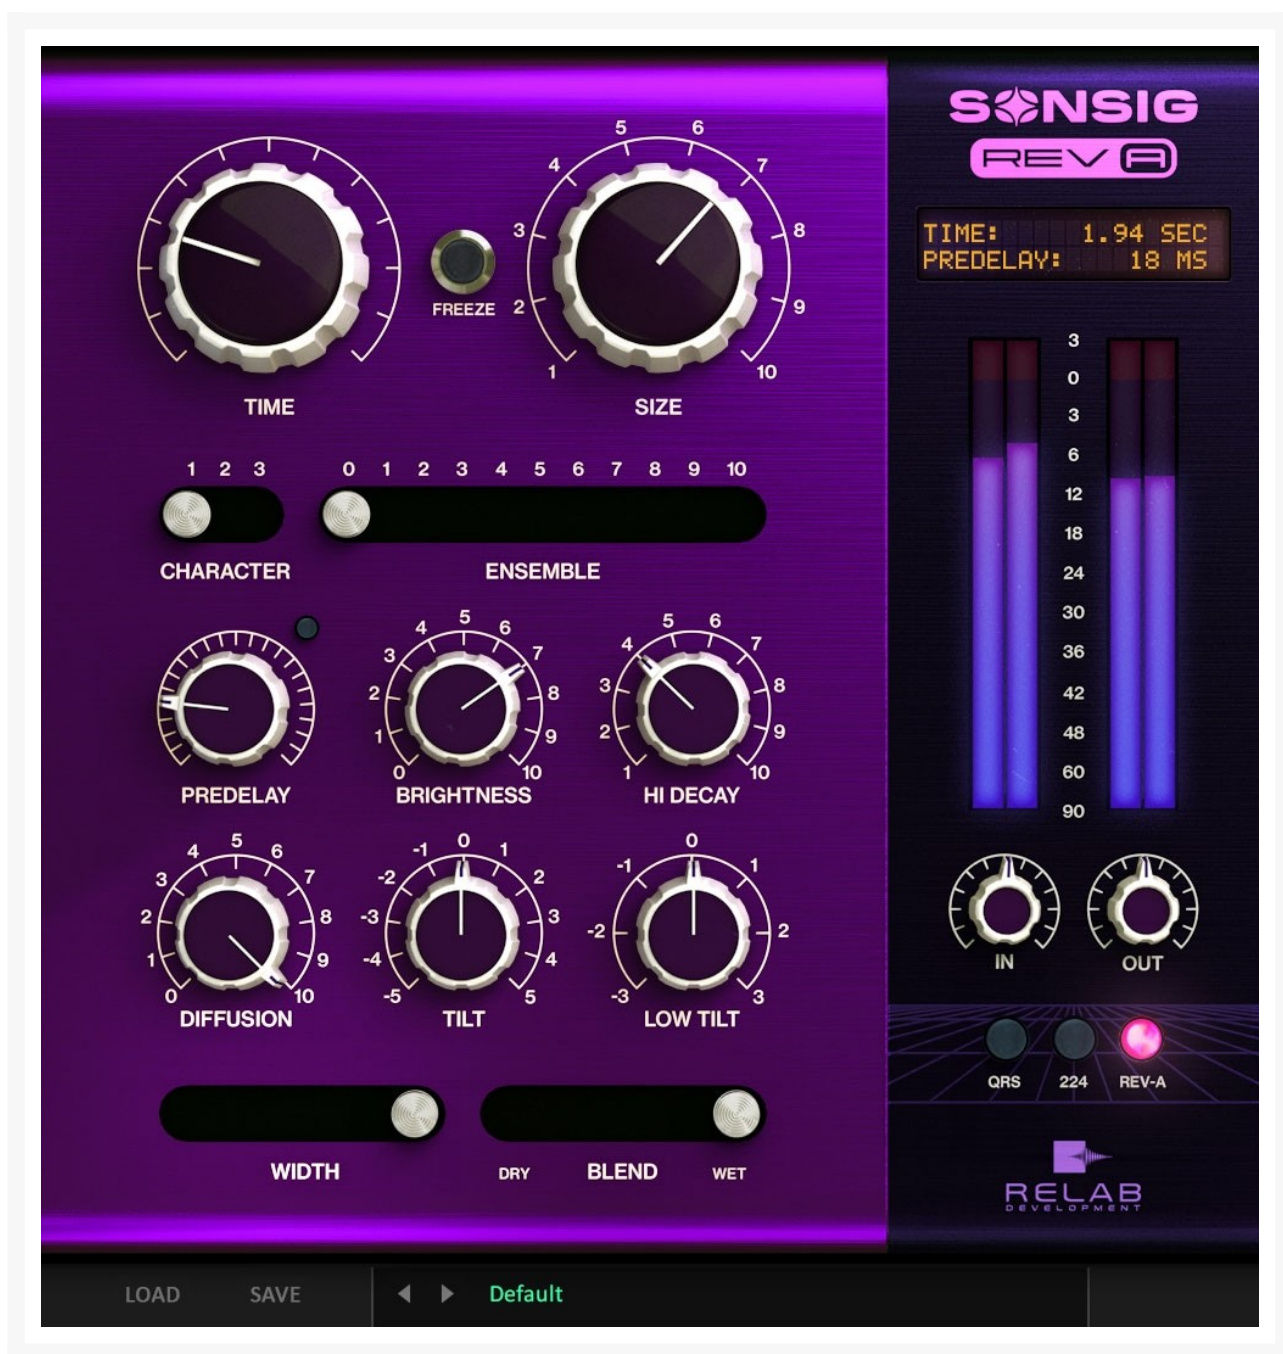 SONSIG
REV A
TIME: 1.94 SEC
PREDELAY: 18 MS
5 6
4 7
3 8
FREEZE
2 9
1 10
TIME
SIZE
1 2 3
0 1 2 3 4 5 6 7 8 9 10
CHARACTER
ENSEMBLE
PREDELAY
0 1 2 3 4 5 6 7 8 9 10
BRIGHTNESS
1 2 3 4 5 6 7 8 9 10
HI DECAY
0 1 2 3 4 5 6 7 8 9 10
DIFFUSION
-5 -4 -3 -2 -1 0 1 2 3 4 5
TILT
-3 -2 -1 0 1 2 3
LOW TILT
WIDTH
DRY BLEND WET
3
0
3
6
12
18
24
30
36
42
48
60
90
IN OUT
QRS 224 REV-A
RELAB
DEVELOPMENT
LOAD SAVE Default